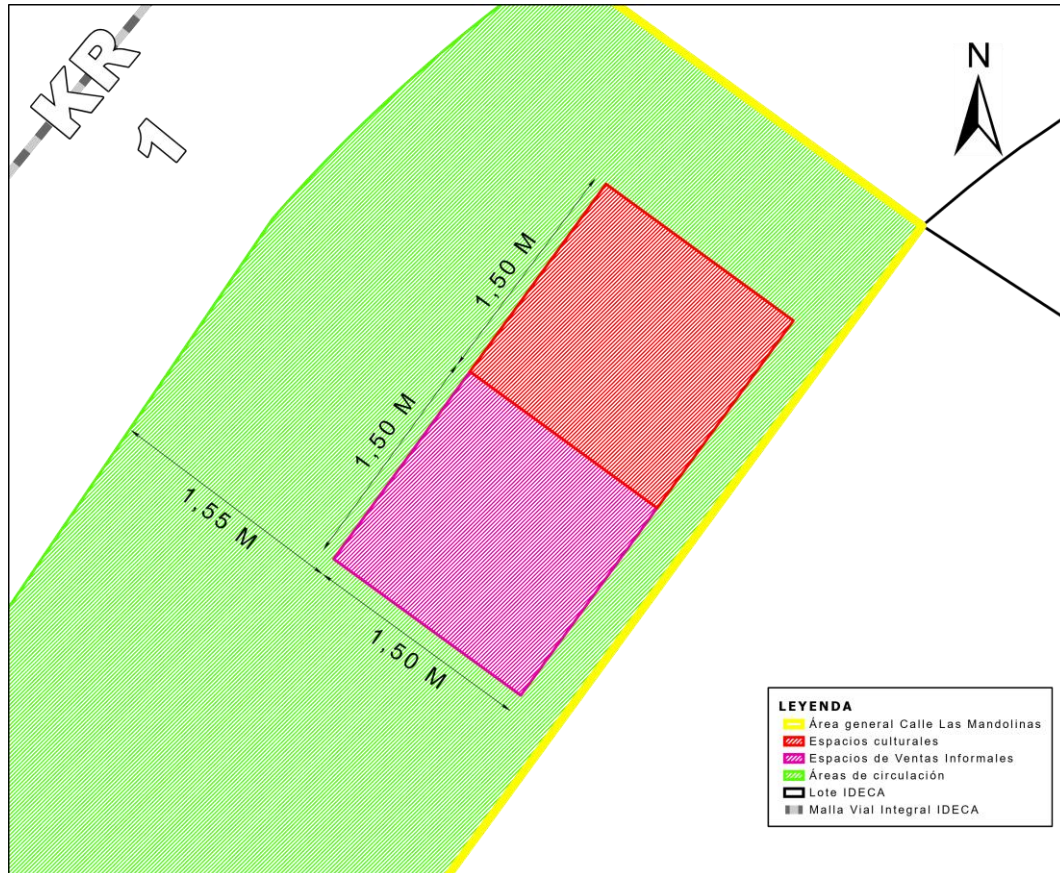 KR
1
N
1,50 M
1,50 M
1,55 M
1,50 M
LEYENDA
Área general Calle Las Mandolinas
Espacios culturales
Espacios de Ventas Informales
Áreas de circulación
Lote IDECA
Malla Vial Integral IDECA